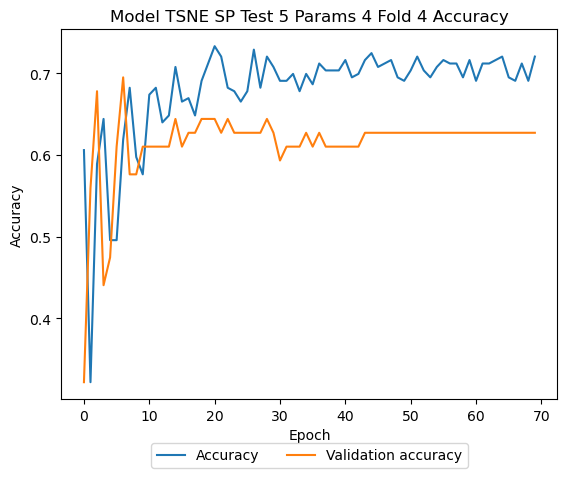 Model TSNE SP Test 5 Params 4 Fold 4 Accuracy
0.7
0.6
0.5
0.4
Accuracy
0 10 20 30 40 50 60 70
Epoch
Accuracy Validation accuracy